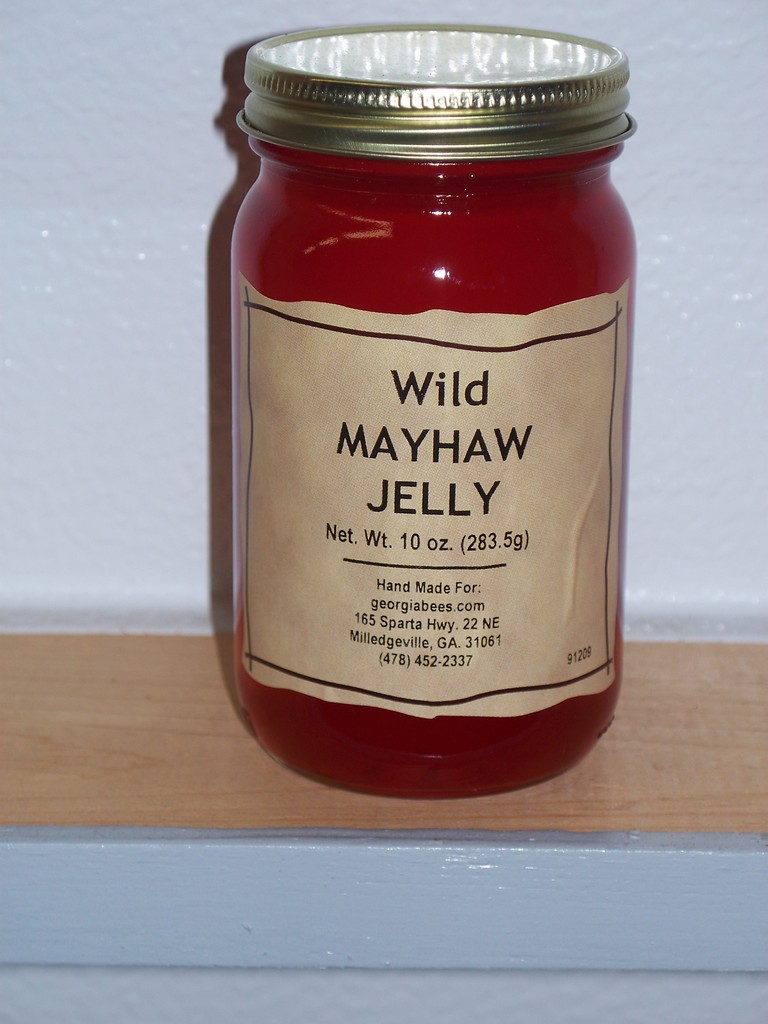 Wild
MAYHAW
JELLY
Net. Wt. 10 oz. (283.5g)
Hand Made For:
georgiabees.com
165 Sparta Hwy. 22 NE
Milledgeville, GA. 31061
(478) 452-2337
91209